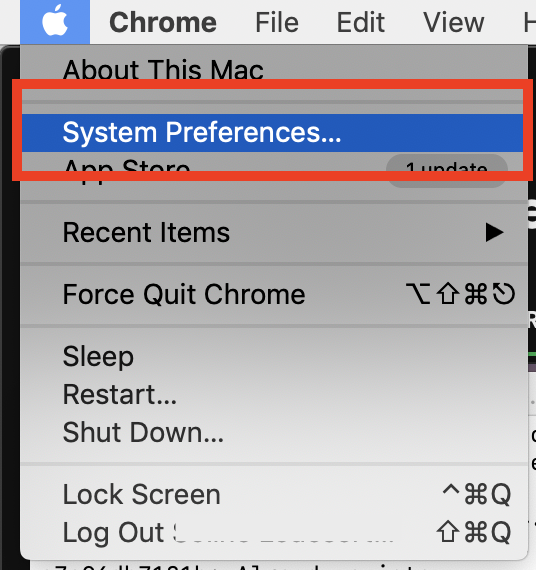 Chrome File Edit View
About This Mac
System Preferences...
App Store 1 update
Recent Items ▶
Force Quit Chrome ⌥⇧⌘⎋
Sleep
Restart...
Shut Down...
Lock Screen ^⌘Q
Log Out ⇧⌘Q